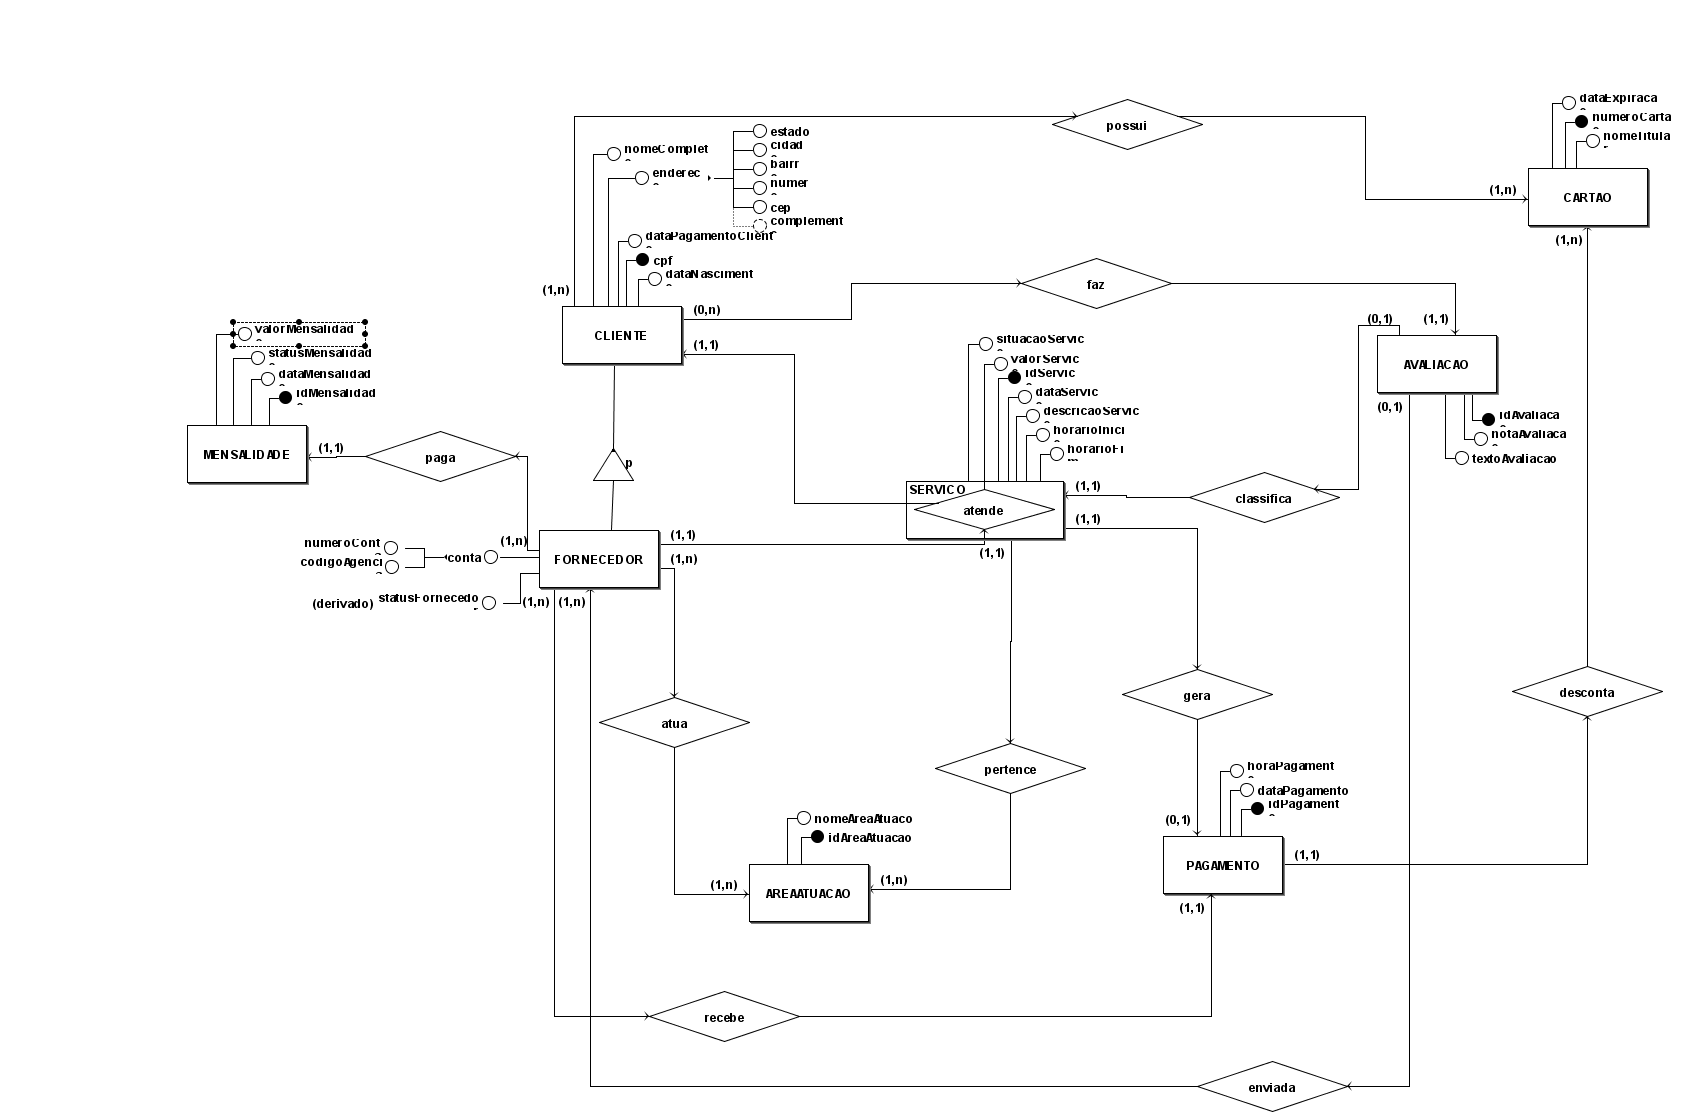 dataExpiraca
numeroCarta
nomeTitula
CARTAO
(1,n)
(1,n)
possui
estado
cidad
bairr
numer
cep
complement
nomeComplet
enderec
dataPagamentoClient
cpf
dataNasciment
(1,n)
CLIENTE
(0,n)
(1,1)
faz
(0,1)
(1,1)
AVALIACAO
(0,1)
idAvaliaca
notaAvaliaca
textoAvaliacao
valorMensalidad
statusMensalidad
dataMensalidad
idMensalidad
MENSALIDADE
(1,1)
paga
p
situacaoServic
valorServic
idServic
dataServic
descricaoServic
horarioInici
horarioFi
m
SERVICO
atende
(1,1)
(1,1)
(1,1)
classifica
numeroCont
codigoAgenci
conta
(1,n)
FORNECEDOR
(1,1)
(1,n)
(derivado)
statusFornecedo
(1,n)
(1,n)
atua
pertence
gera
desconta
horaPagament
dataPagamento
idPagament
(0,1)
PAGAMENTO
(1,1)
(1,1)
nomeAreaAtuaco
idAreaAtuacao
AREAATUACAO
(1,n)
(1,n)
recebe
enviada